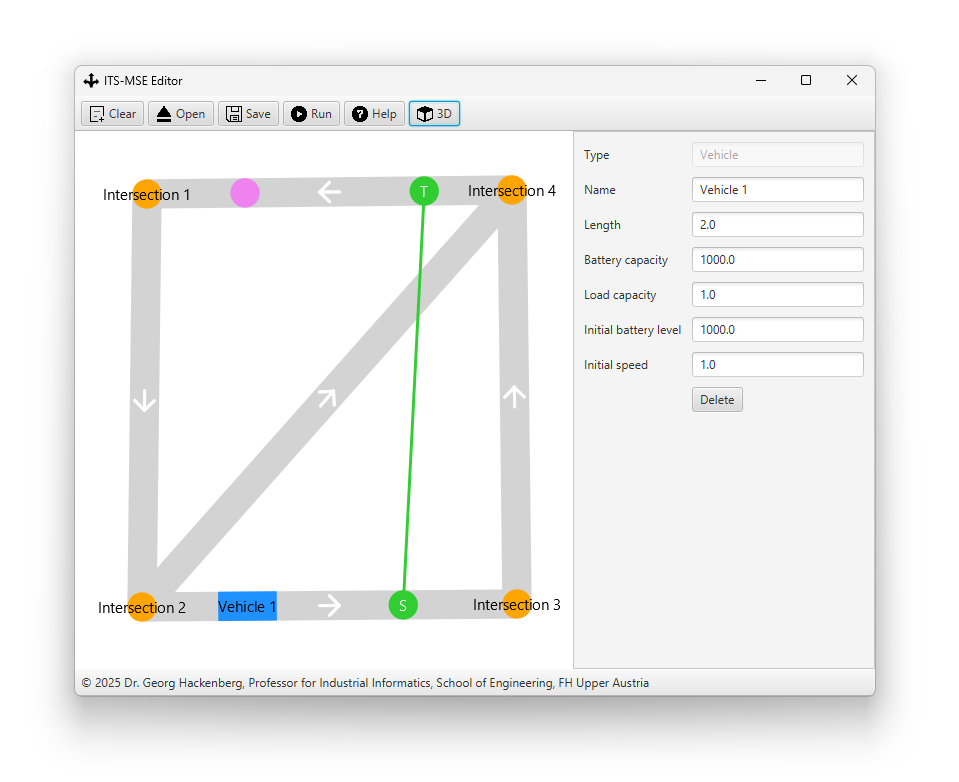 ITS-MSE Editor
Clear Open Save Run Help 3D
Intersection 1
T
Intersection 4
Intersection 2
Vehicle 1
S
Intersection 3
Type Vehicle
Name Vehicle 1
Length 2.0
Battery capacity 1000.0
Load capacity 1.0
Initial battery level 1000.0
Initial speed 1.0
Delete
© 2025 Dr. Georg Hackenberg, Professor for Industrial Informatics, School of Engineering, FH Upper Austria